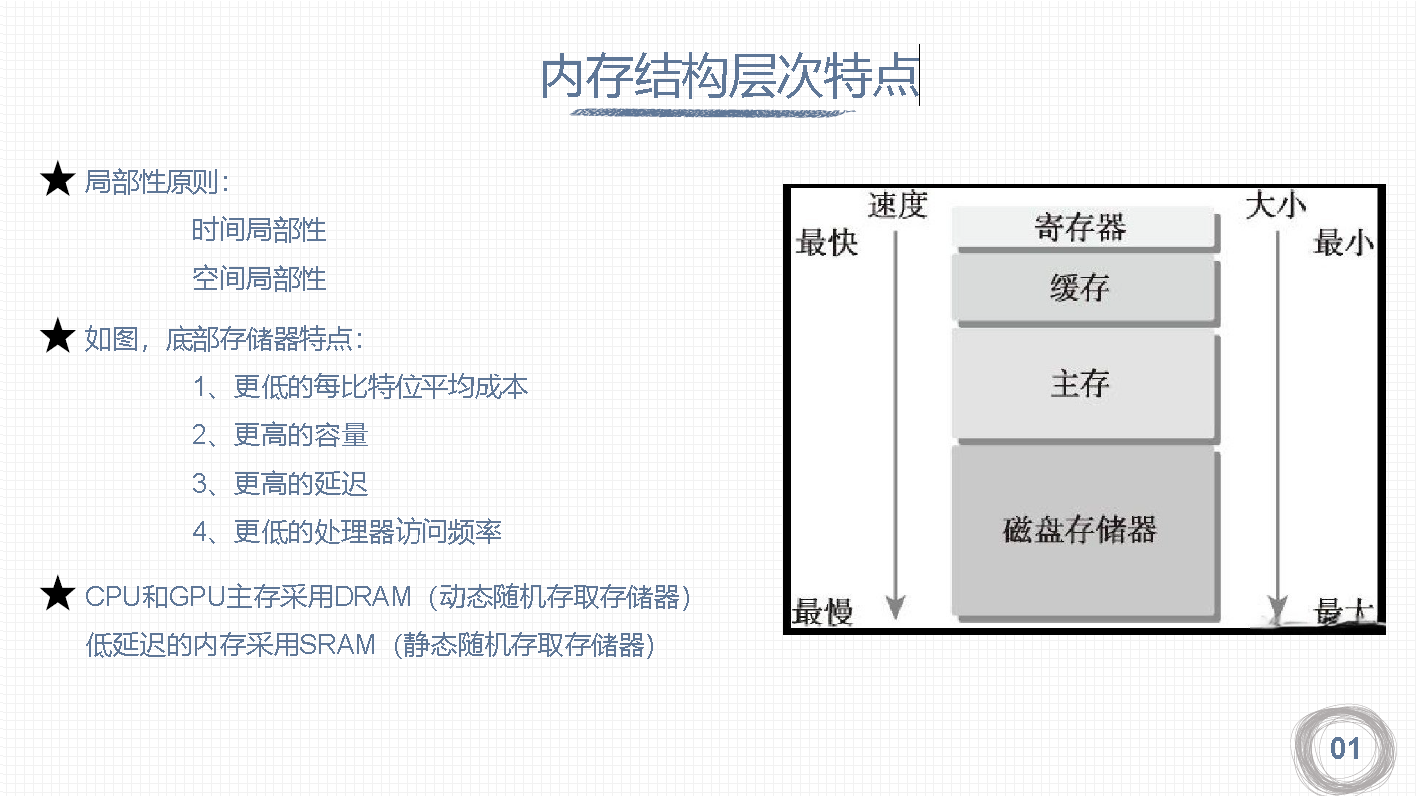 内存结构层次特点
局部性原则：
时间局部性
空间局部性
如图，底部存储器特点：
1、更低的每比特位平均成本
2、更高的容量
3、更高的延迟
4、更低的处理器访问频率
CPU和GPU主存采用DRAM（动态随机存取存储器）
低延迟的内存采用SRAM（静态随机存取存储器）
速度
大小
最快
寄存器
最小
缓存
主存
磁盘存储器
最慢
最大
01